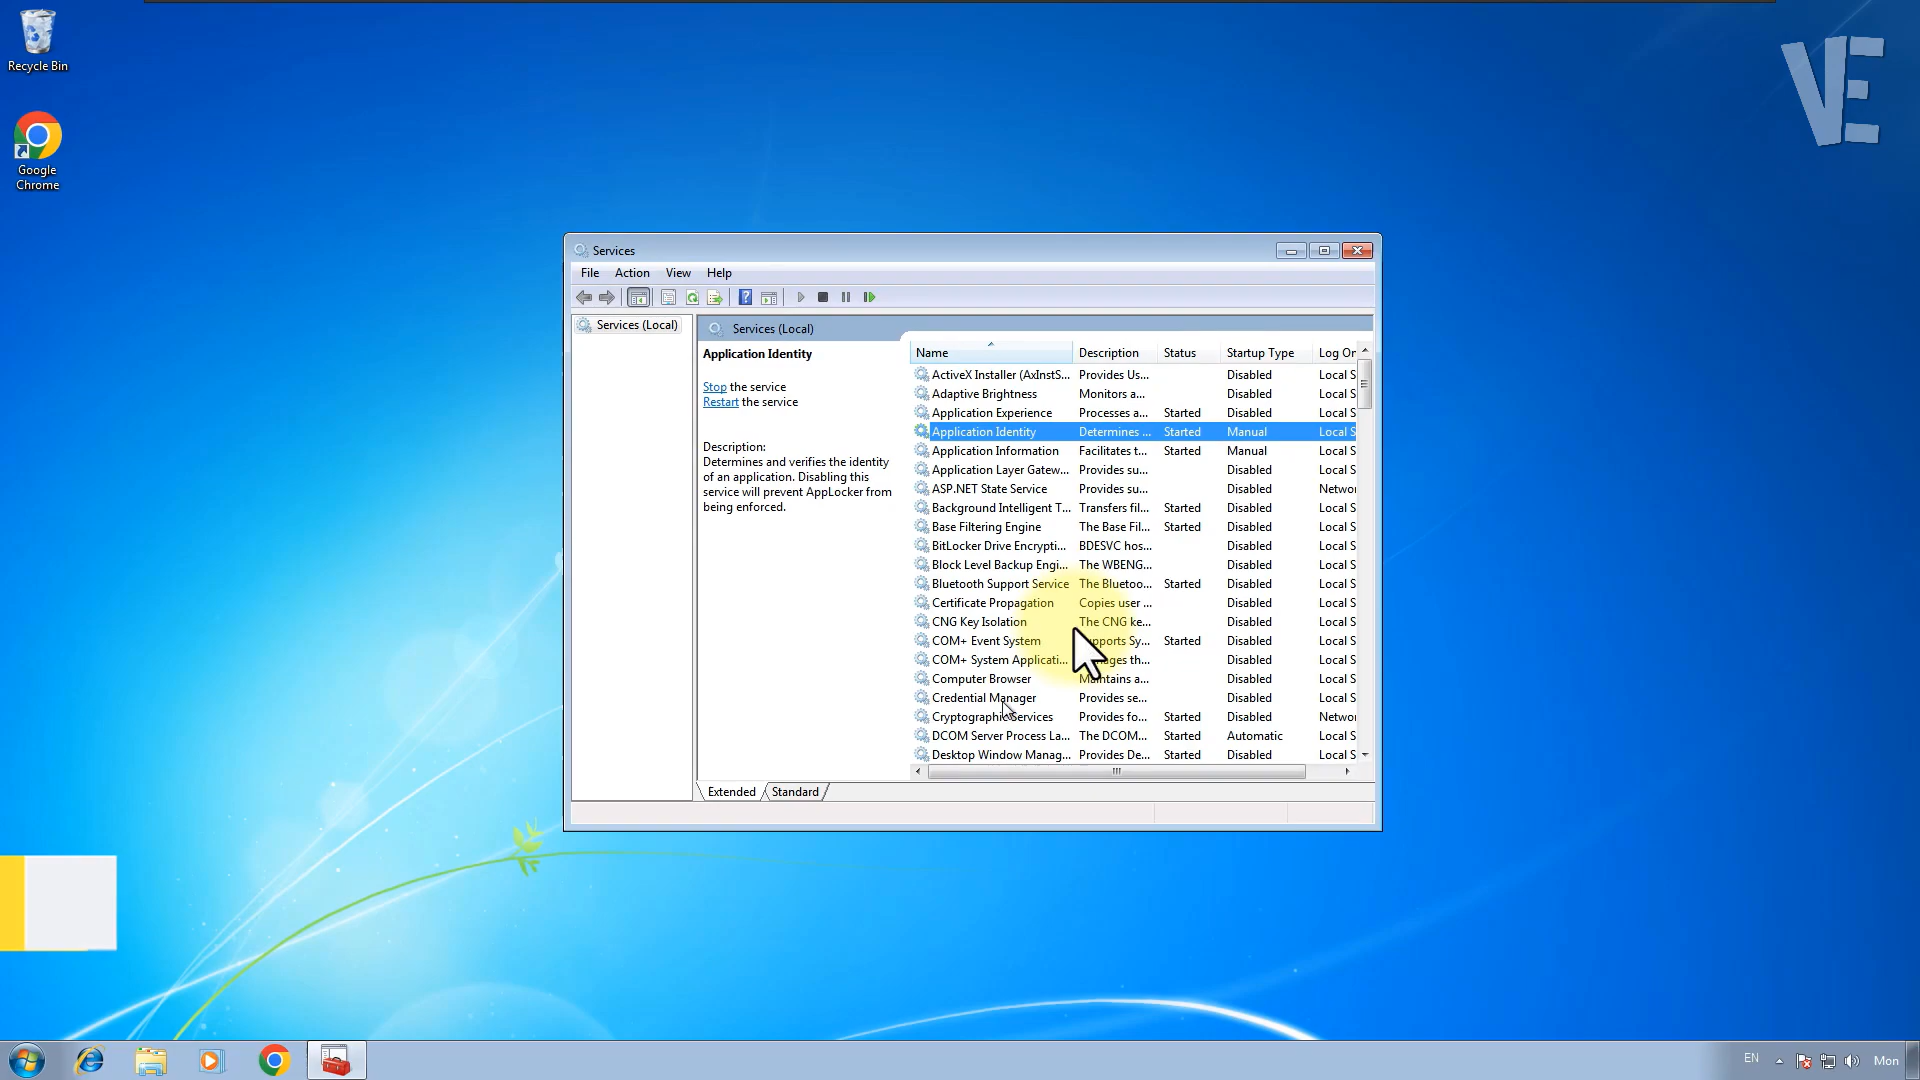 Recycle Bin
Google
Chrome
VE
Services
File Action View Help
Services (Local)
Services (Local)
Application Identity
Stop the service
Restart the service
Description:
Determines and verifies the identity
of an application. Disabling this
service will prevent AppLocker from
being enforced.
Name Description Status Startup Type Log On
ActiveX Installer (AxInstS... Provides Us... Disabled Local S
Adaptive Brightness Monitors a... Disabled Local S
Application Experience Processes a... Started Disabled Local S
Application Identity Determines ... Started Manual Local S
Application Information Facilitates t... Started Manual Local S
Application Layer Gatew... Provides su... Disabled Local S
ASP.NET State Service Provides su... Disabled Netwo
Background Intelligent T... Transfers fil... Started Disabled Local S
Base Filtering Engine The Base Fil... Started Disabled Local S
BitLocker Drive Encrypti... BDESVC hos... Disabled Local S
Block Level Backup Engi... The WBENG... Disabled Local S
Bluetooth Support Service The Bluetoo... Started Disabled Local S
Certificate Propagation Copies user ... Disabled Local S
CNG Key Isolation The CNG ke... Disabled Local S
COM+ Event System Sy... Started Disabled Local S
COM+ System Applicati... th... Disabled Local S
Computer Browser Maintains a... Disabled Local S
Credential Manager Provides se... Disabled Local S
Cryptographic Services Provides fo... Started Disabled Netwo
DCOM Server Process La... The DCOM... Started Automatic Local S
Desktop Window Manag... Provides De... Started Disabled Local S
Extended Standard
EN Mon